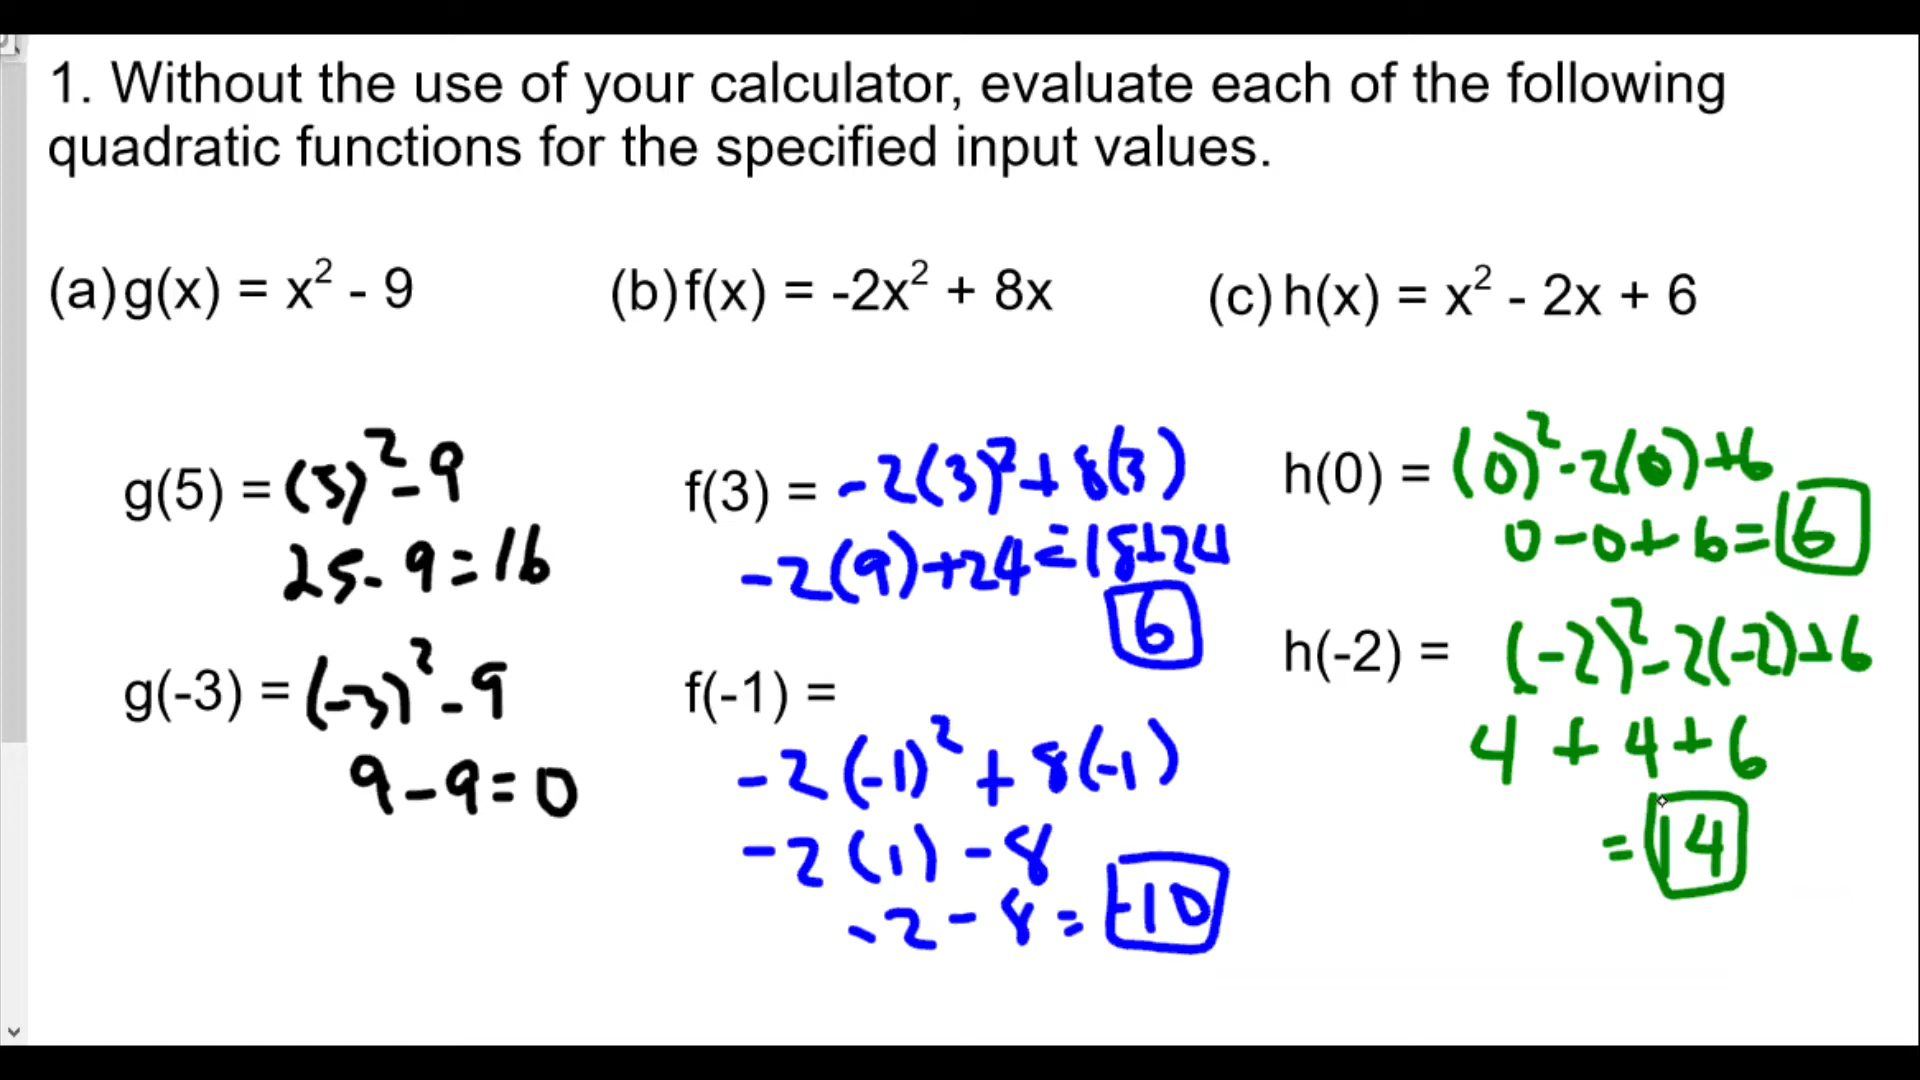 1. Without the use of your calculator, evaluate each of the following
quadratic functions for the specified input values.
(a) g(x) = x² - 9
g(5) = (5)² - 9
25 - 9 = 16
g(-3) = (-3)² - 9
9 - 9 = 0
(b) f(x) = -2x² + 8x
f(3) = -2(3)² + 8(3)
-2(9) + 24 = -18 + 24
6
f(-1) =
-2(-1)² + 8(-1)
-2(1) - 8
-2 - 8 = -10
(c) h(x) = x² - 2x + 6
h(0) = (0)² - 2(0) + 6
0 - 0 + 6 = 6
h(-2) = (-2)² - 2(-2) + 6
4 + 4 + 6
= 14